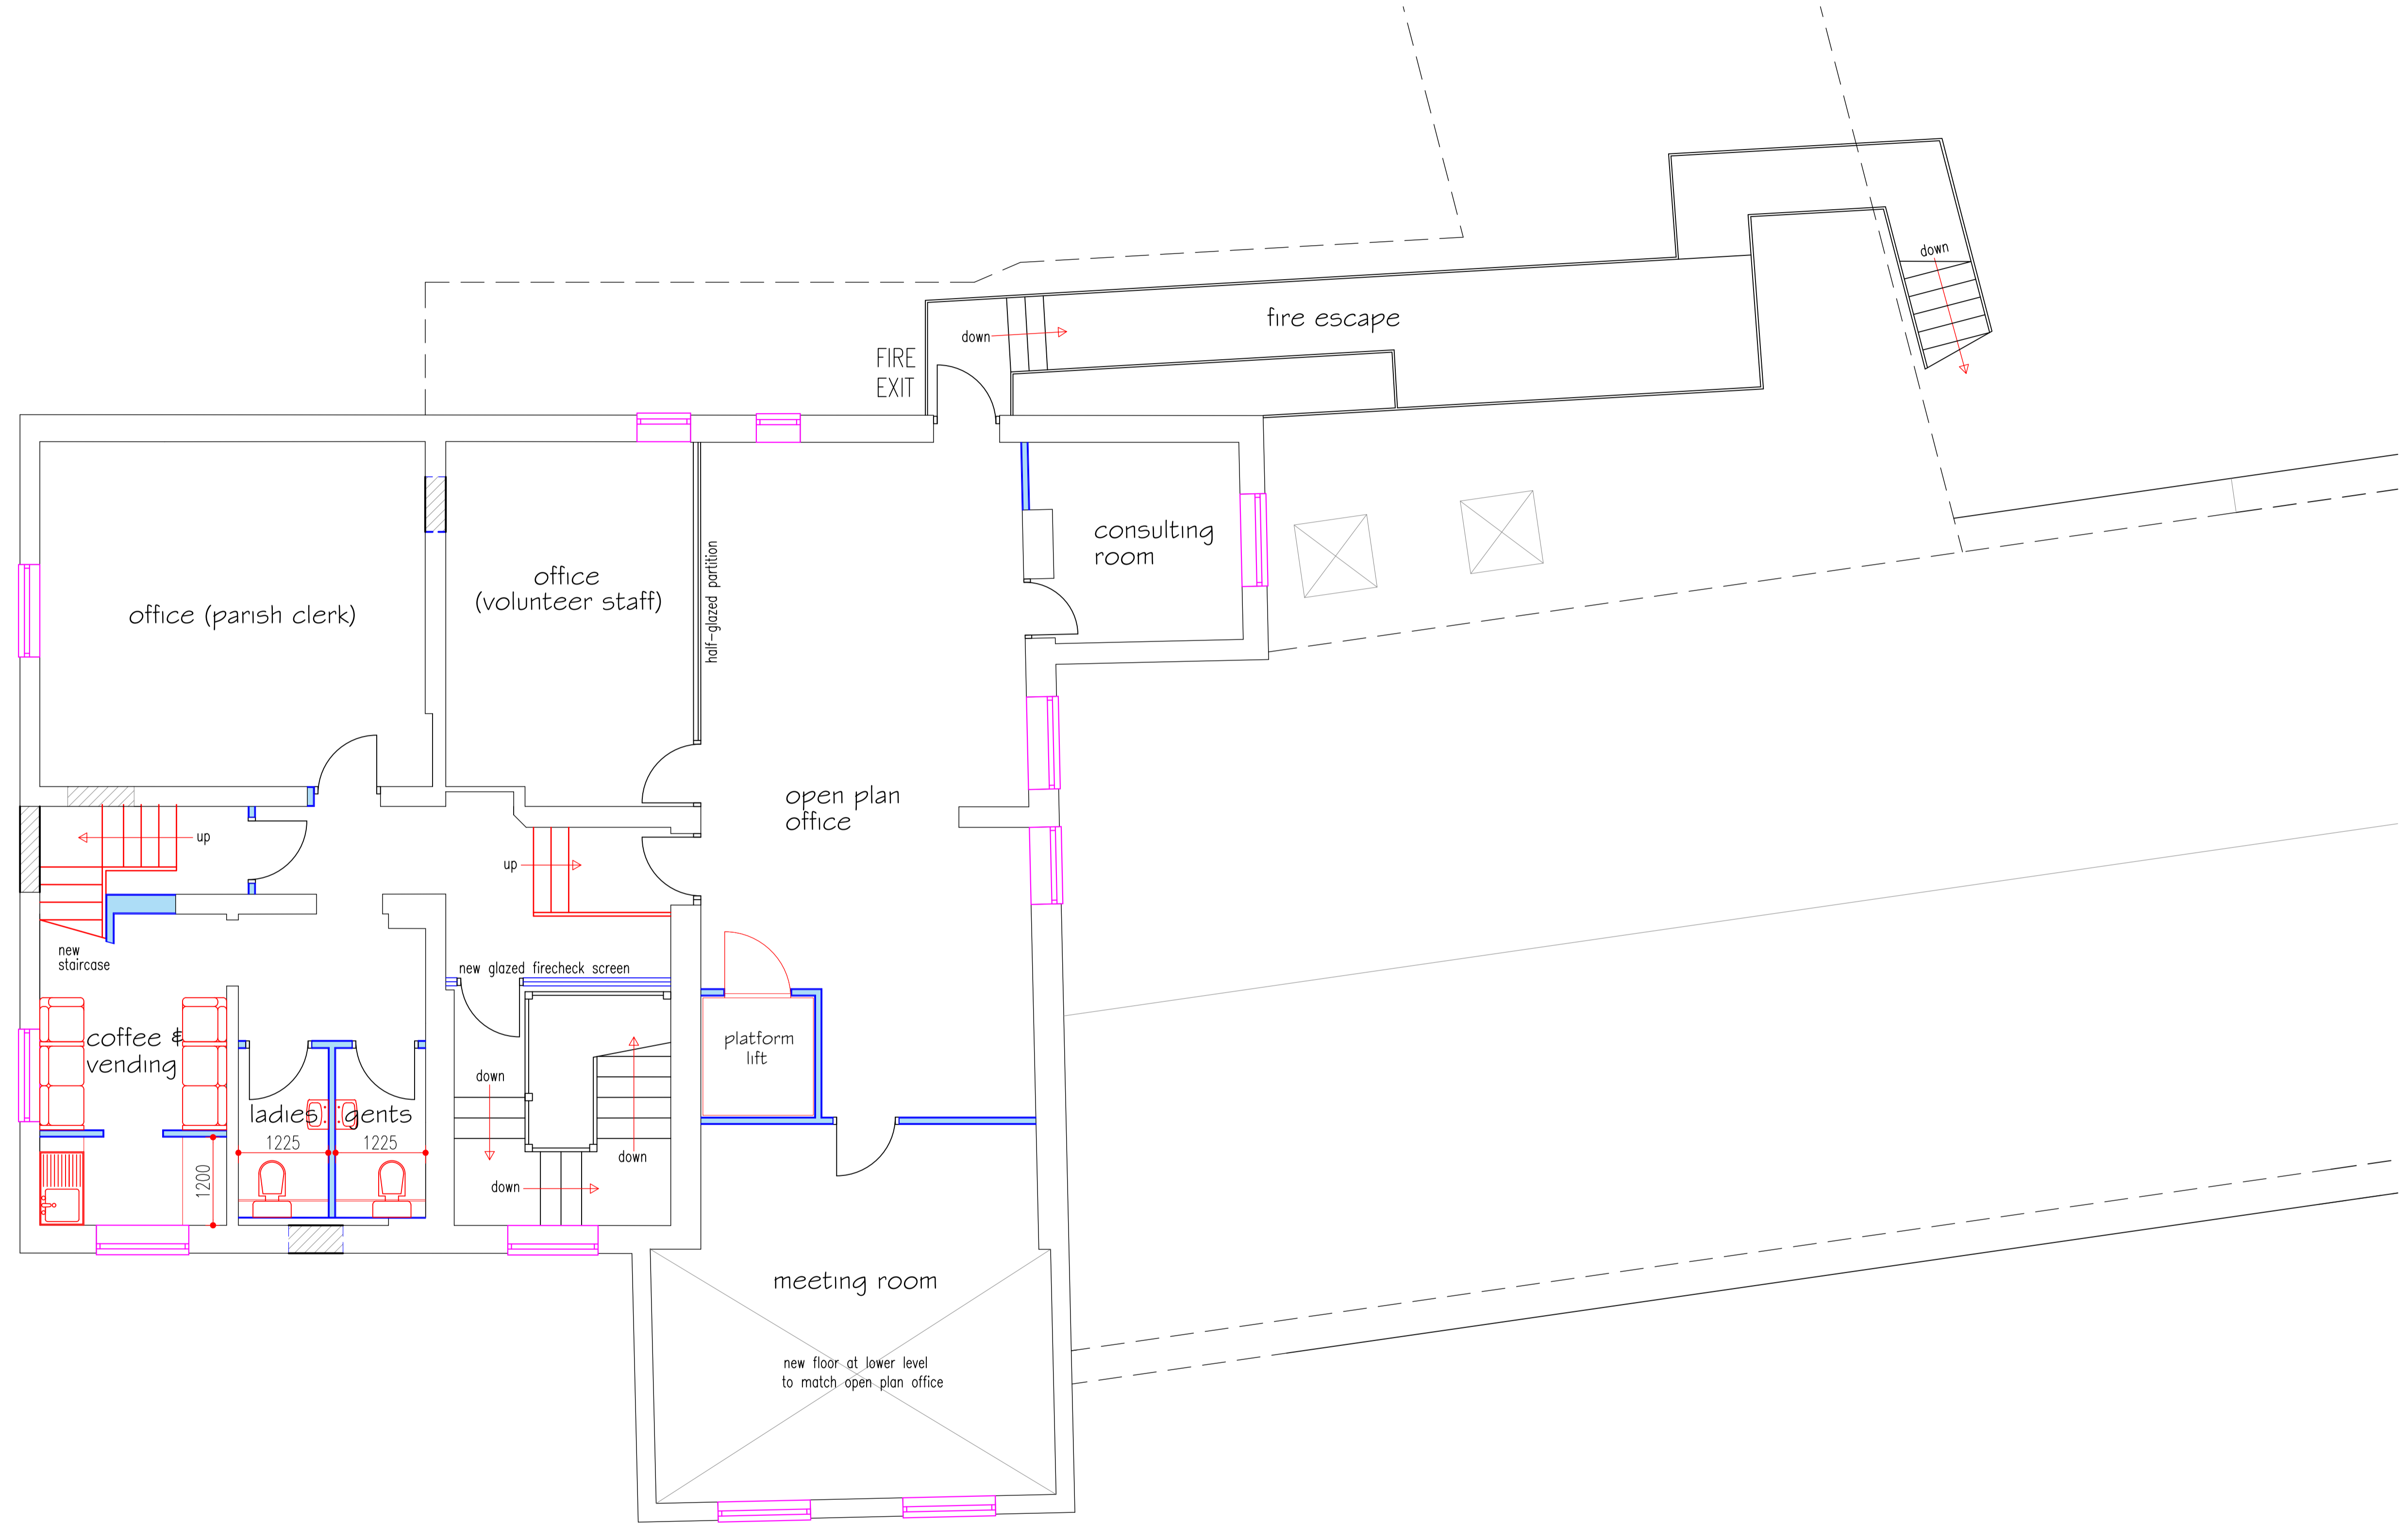 down
fire escape
down
FIRE
EXIT
consulting
room
office
(volunteer staff)
half-glazed partition
office (parish clerk)
open plan
office
up
up
new
staircase
new glazed firecheck screen
coffee &
vending
platform
lift
down
ladies
gents
1225
1225
1200
down
down
meeting room
new floor at lower level
to match open plan office